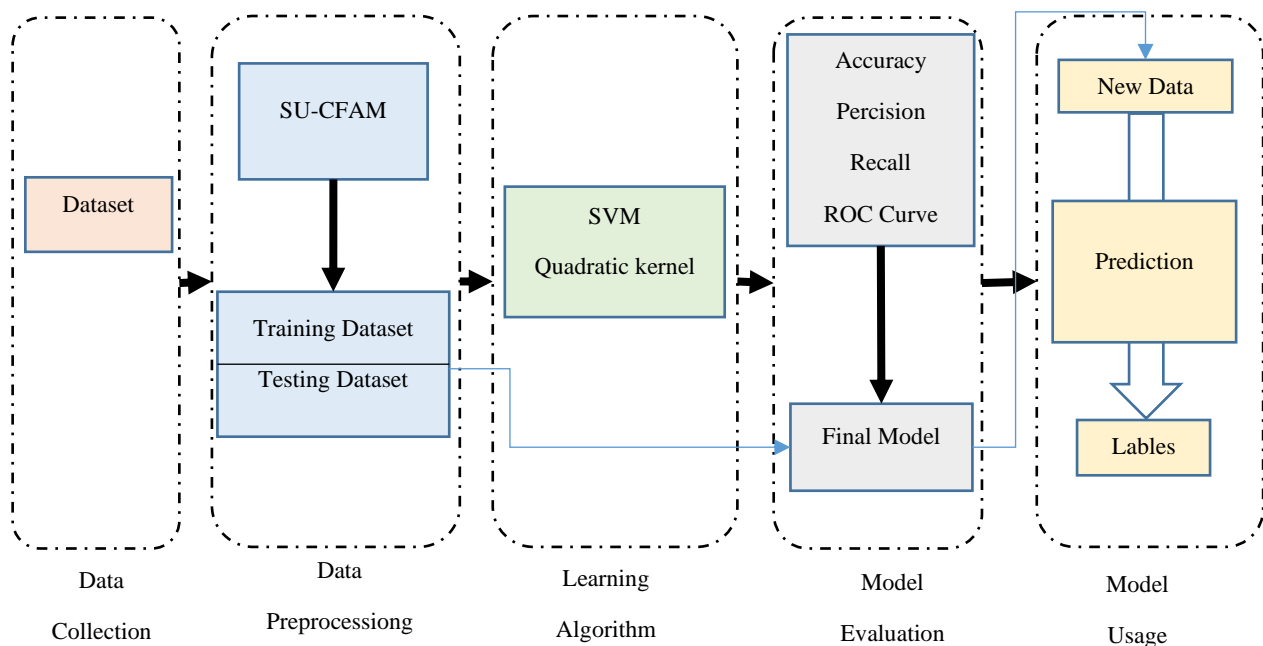 Dataset
SU-CFAM
Training Dataset
Testing Dataset
SVM
Quadratic kernel
Accuracy
Percision
Recall
ROC Curve
Final Model
New Data
Prediction
Lables
Data
Collection
Data
Preprocessiong
Learning
Algorithm
Model
Evaluation
Model
Usage